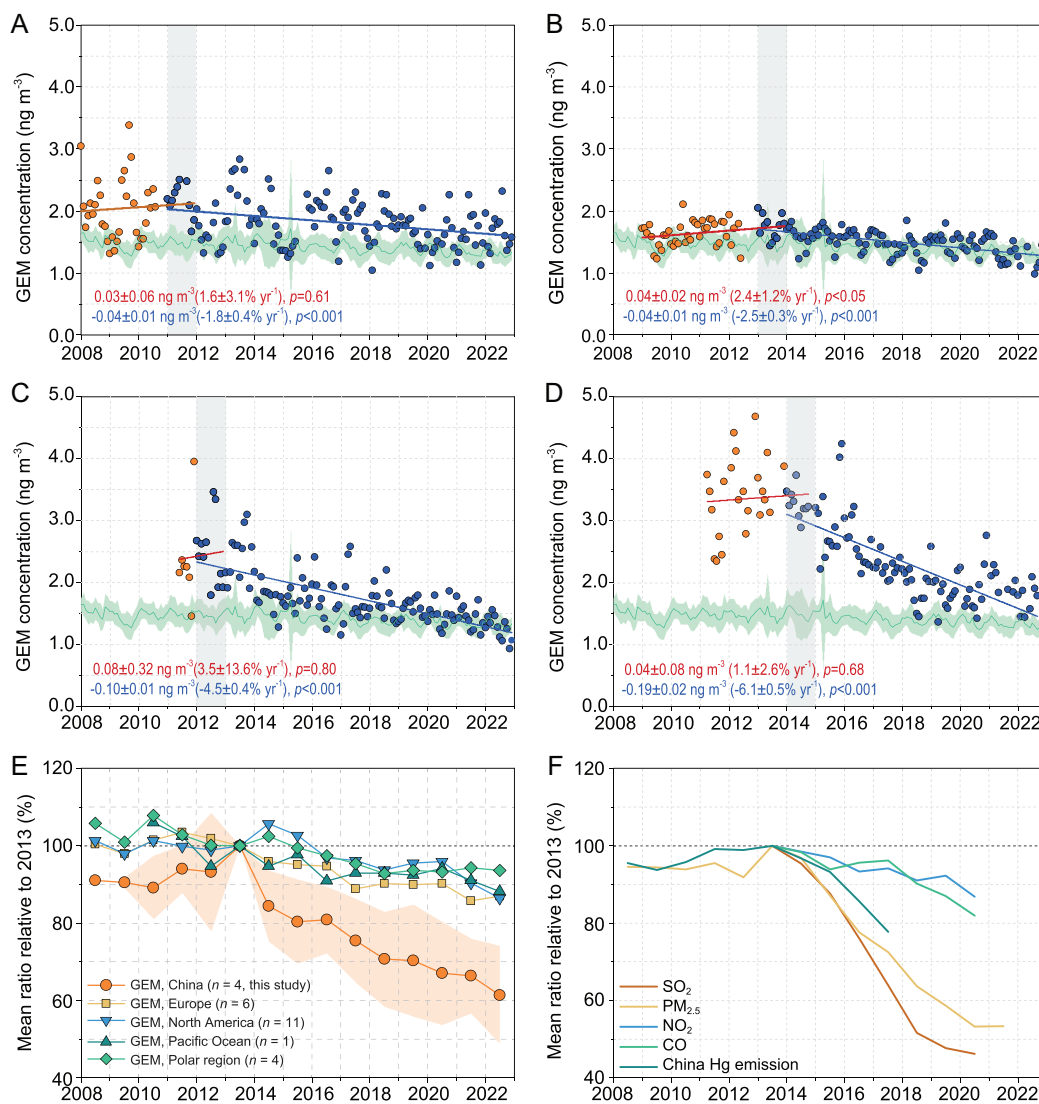 A
5.0
4.0
3.0
2.0
1.0
0.0
GEM concentration (ng m-3)
0.03±0.06 ng m-3 (1.6±3.1% yr-1), p=0.61
-0.04±0.01 ng m-3 (-1.8±0.4% yr-1), p<0.001
2008 2010 2012 2014 2016 2018 2020 2022
B
5.0
4.0
3.0
2.0
1.0
0.0
GEM concentration (ng m-3)
0.04±0.02 ng m-3 (2.4±1.2% yr-1), p<0.05
-0.04±0.01 ng m-3 (-2.5±0.3% yr-1), p<0.001
2008 2010 2012 2014 2016 2018 2020 2022
C
5.0
4.0
3.0
2.0
1.0
0.0
GEM concentration (ng m-3)
0.08±0.32 ng m-3 (3.5±13.6% yr-1), p=0.80
-0.10±0.01 ng m-3 (-4.5±0.4% yr-1), p<0.001
2008 2010 2012 2014 2016 2018 2020 2022
D
5.0
4.0
3.0
2.0
1.0
0.0
GEM concentration (ng m-3)
0.04±0.08 ng m-3 (1.1±2.6% yr-1), p=0.68
-0.19±0.02 ng m-3 (-6.1±0.5% yr-1), p<0.001
2008 2010 2012 2014 2016 2018 2020 2022
E
120
100
80
60
40
Mean ratio relative to 2013 (%)
GEM, China (n = 4, this study)
GEM, Europe (n = 6)
GEM, North America (n = 11)
GEM, Pacific Ocean (n = 1)
GEM, Polar region (n = 4)
2008 2010 2012 2014 2016 2018 2020 2022
F
120
100
80
60
40
Mean ratio relative to 2013 (%)
SO2
PM2.5
NO2
CO
China Hg emission
2008 2010 2012 2014 2016 2018 2020 2022